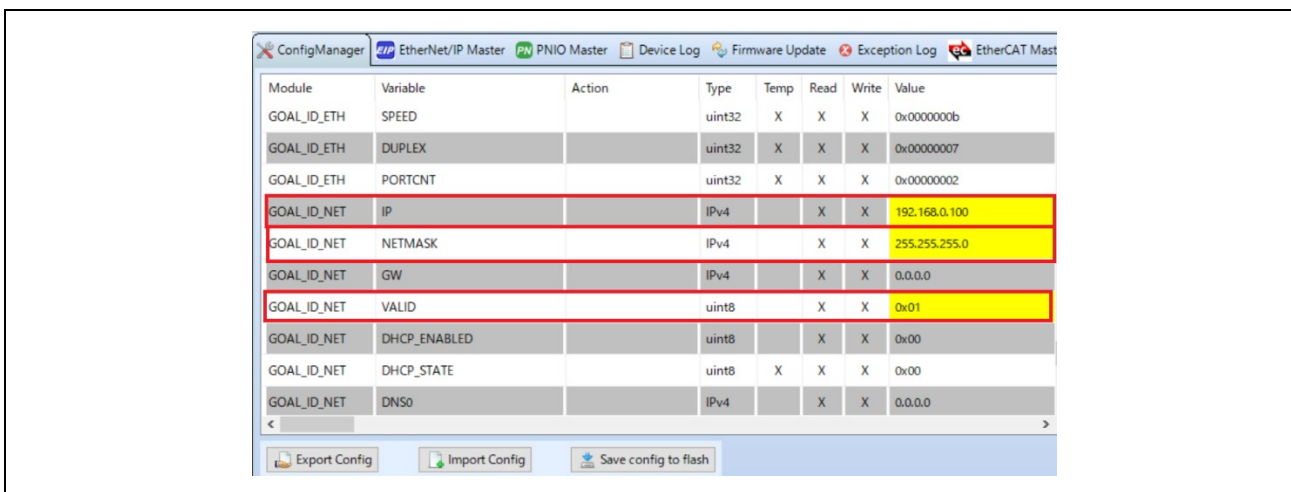 ConfigManager EtherNet/IP Master PNIO Master Device Log Firmware Update Exception Log EtherCAT Mast
Module Variable Action Type Temp Read Write Value
GOAL_ID_ETH SPEED uint32 X X X 0x0000000b
GOAL_ID_ETH DUPLEX uint32 X X X 0x00000007
GOAL_ID_ETH PORTCNT uint32 X X X 0x00000002
GOAL_ID_NET IP IPv4 X X 192.168.0.100
GOAL_ID_NET NETMASK IPv4 X X 255.255.255.0
GOAL_ID_NET GW IPv4 X X 0.0.0.0
GOAL_ID_NET VALID uint8 X X 0x01
GOAL_ID_NET DHCP_ENABLED uint8 X X 0x00
GOAL_ID_NET DHCP_STATE uint8 X X X 0x00
GOAL_ID_NET DNS0 IPv4 X X 0.0.0.0
Export Config Import Config Save config to flash